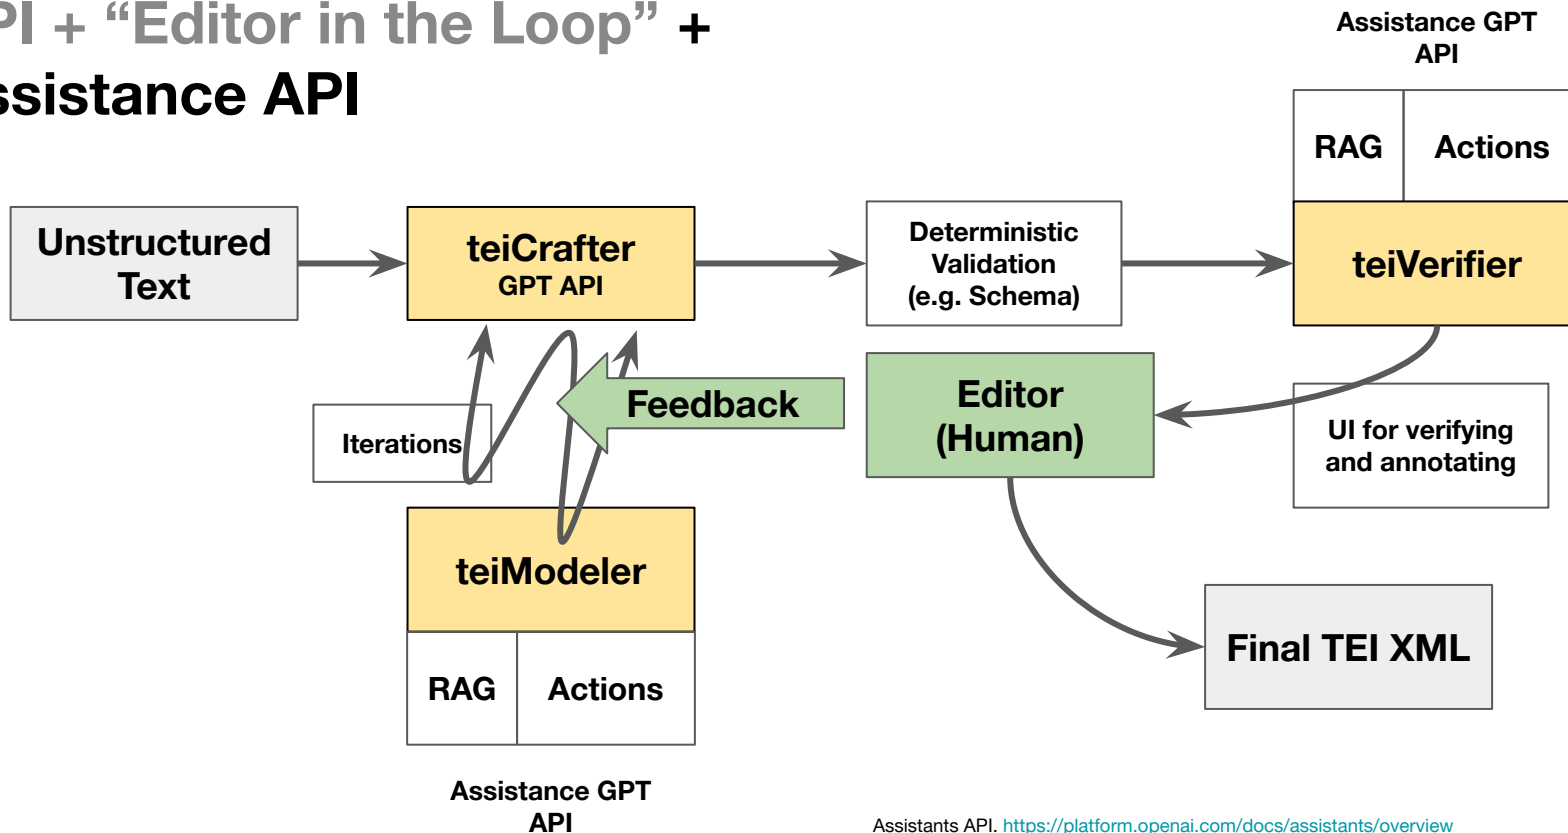 PI + “Editor in the Loop” +
ssistance API
Assistance GPT
API
RAG
Actions
Unstructured
Text
teiCrafter
GPT API
Deterministic
Validation
(e.g. Schema)
teiVerifier
Iterations
Feedback
Editor
(Human)
UI for verifying
and annotating
teiModeler
RAG
Actions
Final TEI XML
Assistance GPT
API
Assistants API. https://platform.openai.com/docs/assistants/overview